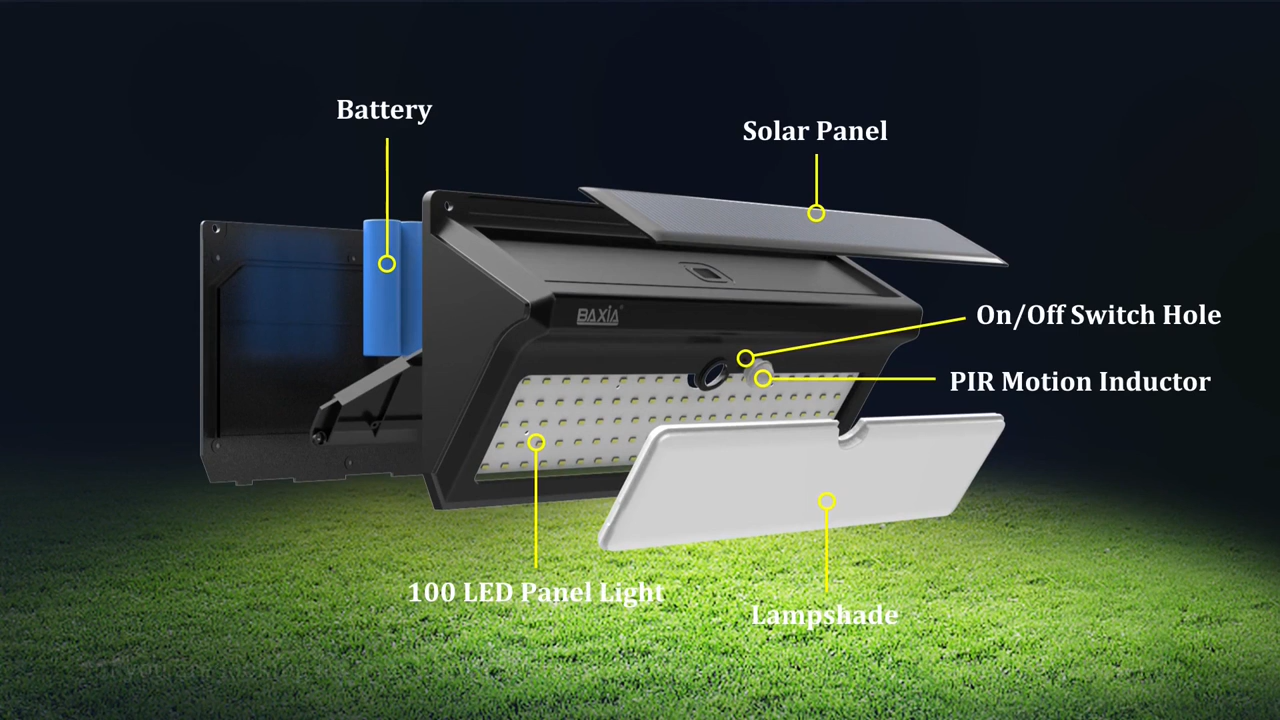 Battery
Solar Panel
BAXIA®
On/Off Switch Hole
PIR Motion Inductor
100 LED Panel Light
Lampshade